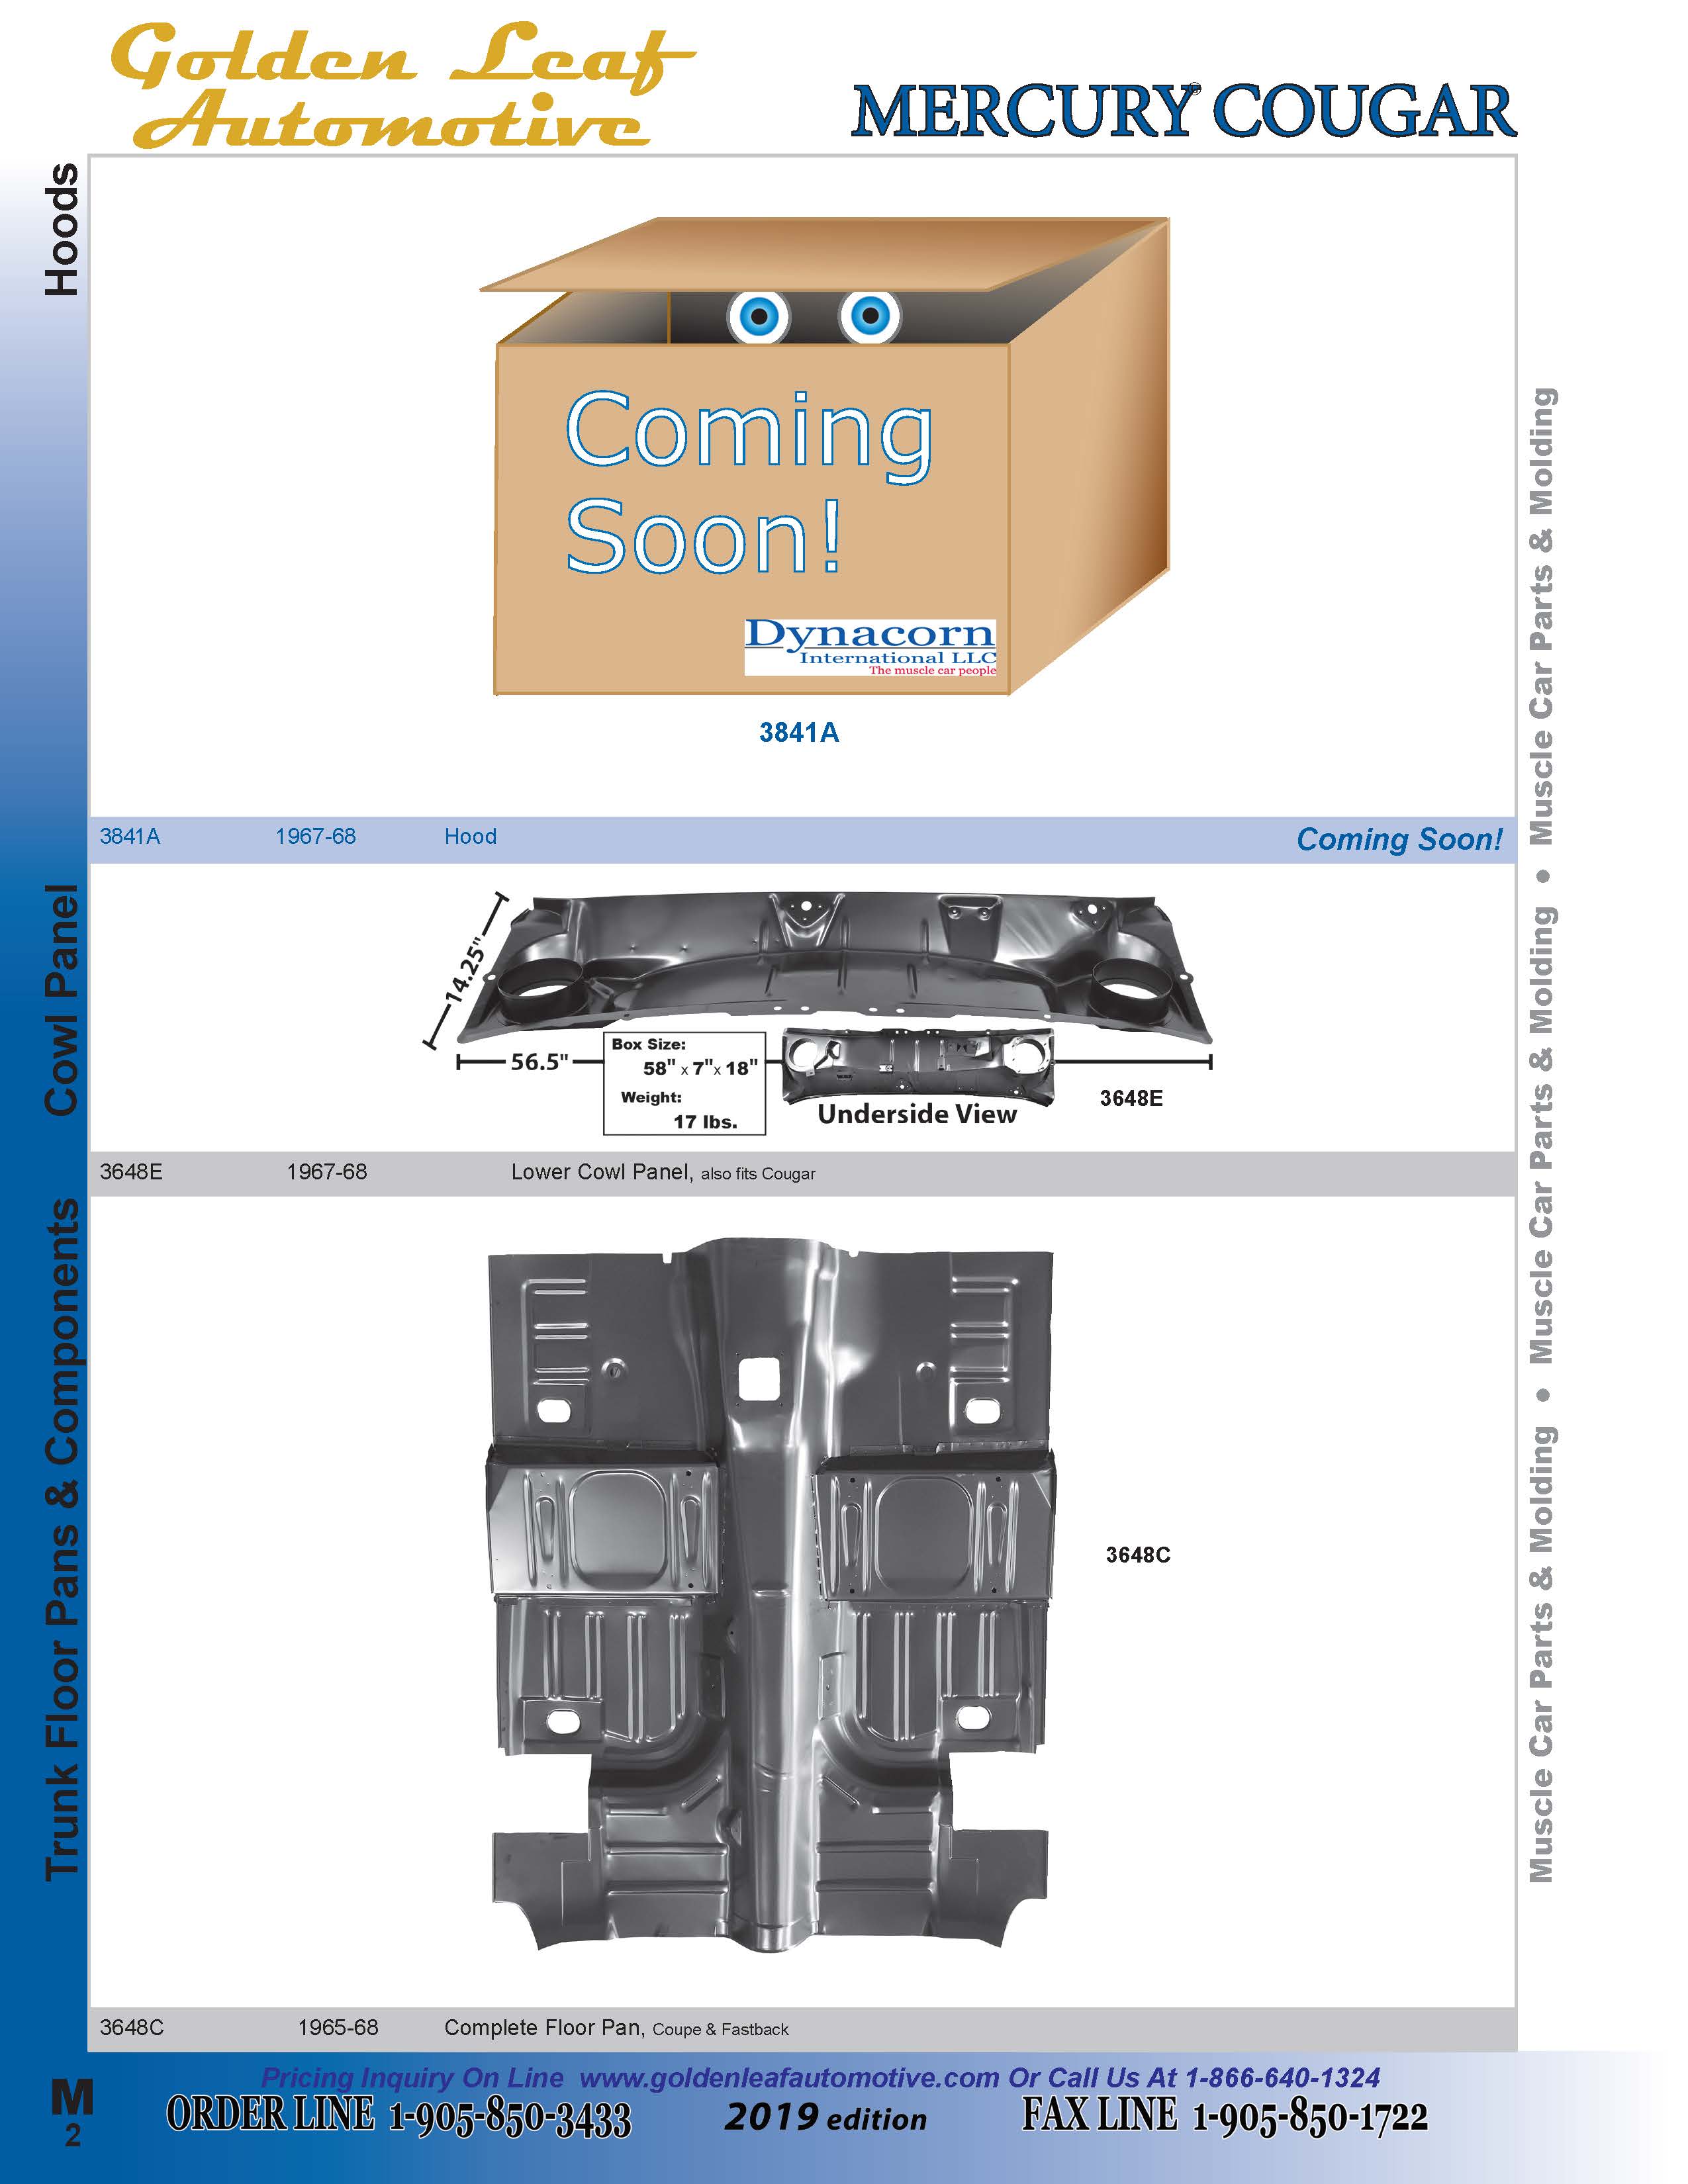 Golden Leaf
Automotive
MERCURY® COUGAR
Hoods
Coming
Soon!
Dynacorn
International LLC
The muscle car people
3841A
3841A 1967-68 Hood Coming Soon!
Cowl Panel
14.25"
56.5"
Box Size:
58" x 7"x 18"
Weight:
17 lbs.
Underside View
3648E
3648E 1967-68 Lower Cowl Panel, also fits Cougar
Trunk Floor Pans & Components
3648C
3648C 1965-68 Complete Floor Pan, Coupe & Fastback
Muscle Car Parts & Molding • Muscle Car Parts & Molding • Muscle Car Parts & Molding
Pricing Inquiry On Line www.goldenleafautomotive.com Or Call Us At 1-866-640-1324
M
2
ORDER LINE 1-905-850-3433 2019 edition FAX LINE 1-905-850-1722